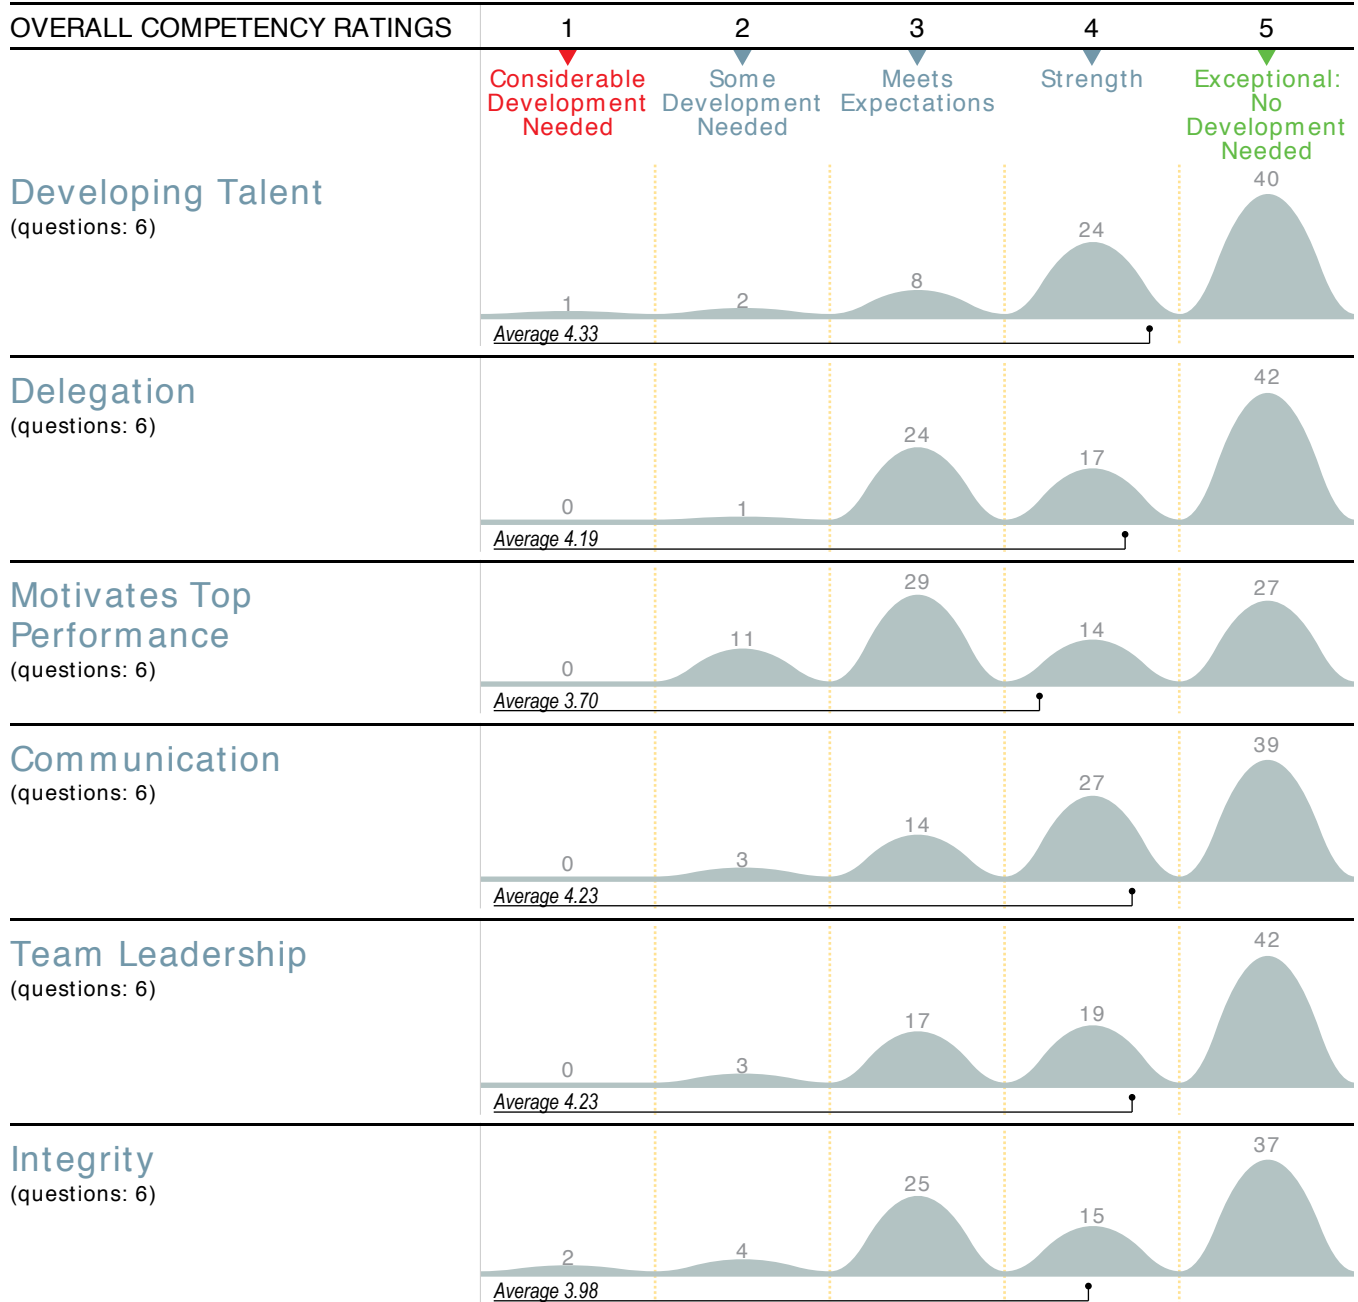 OVERALL COMPETENCY RATINGS 1 2 3 4 5
Considerable Development Needed
Some Development Needed
Meets Expectations
Strength
Exceptional: No Development Needed
Developing Talent
(questions: 6)
1 2 8 24 40
Average 4.33
Delegation
(questions: 6)
0 1 24 17 42
Average 4.19
Motivates Top
Performance
(questions: 6)
0 11 29 14 27
Average 3.70
Communication
(questions: 6)
0 3 14 27 39
Average 4.23
Team Leadership
(questions: 6)
0 3 17 19 42
Average 4.23
Integrity
(questions: 6)
2 4 25 15 37
Average 3.98